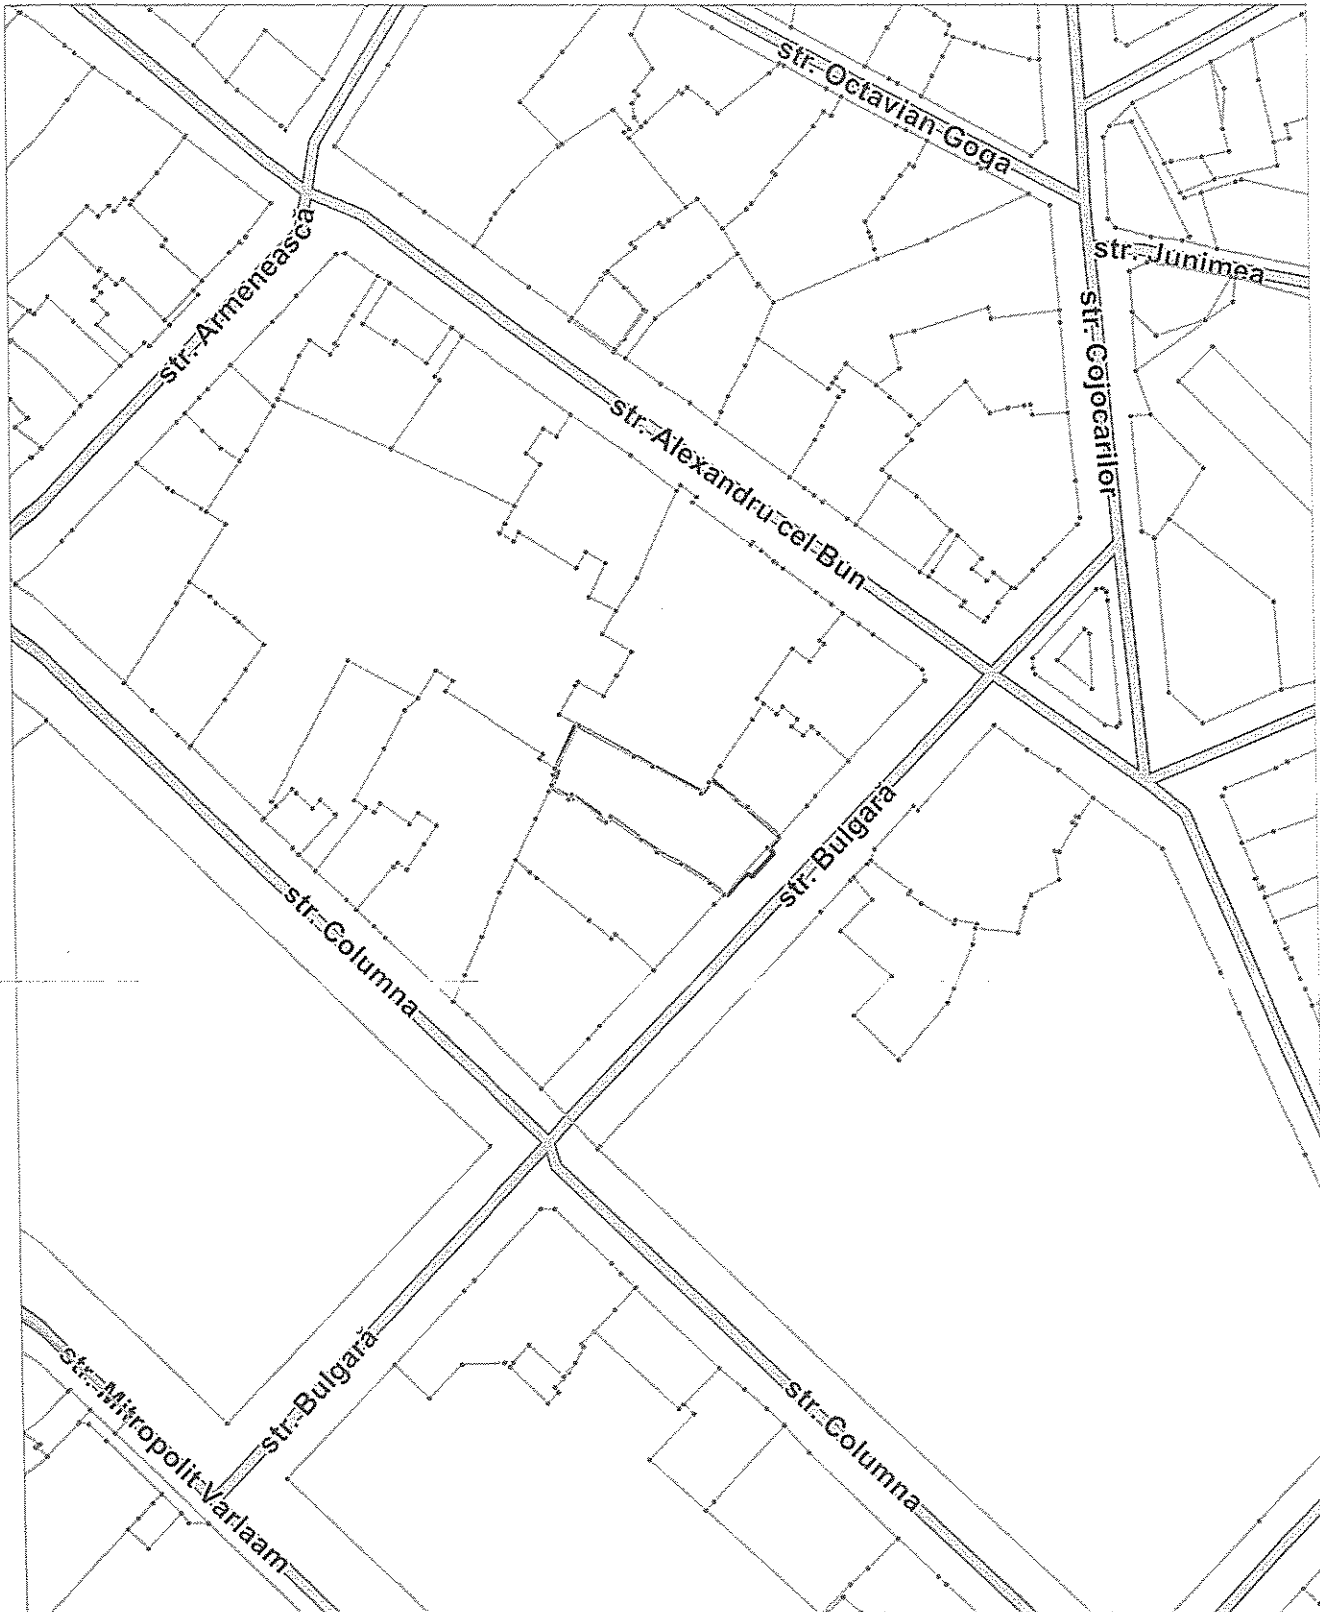 str. Octavian Goga
str. Junimea
str. Armenească
str. Cojocarilor
str. Alexandru cel Bun
str. Bulgară
str. Columna
str. Bulgară
str. Mitropolit Varlaam
str. Columna